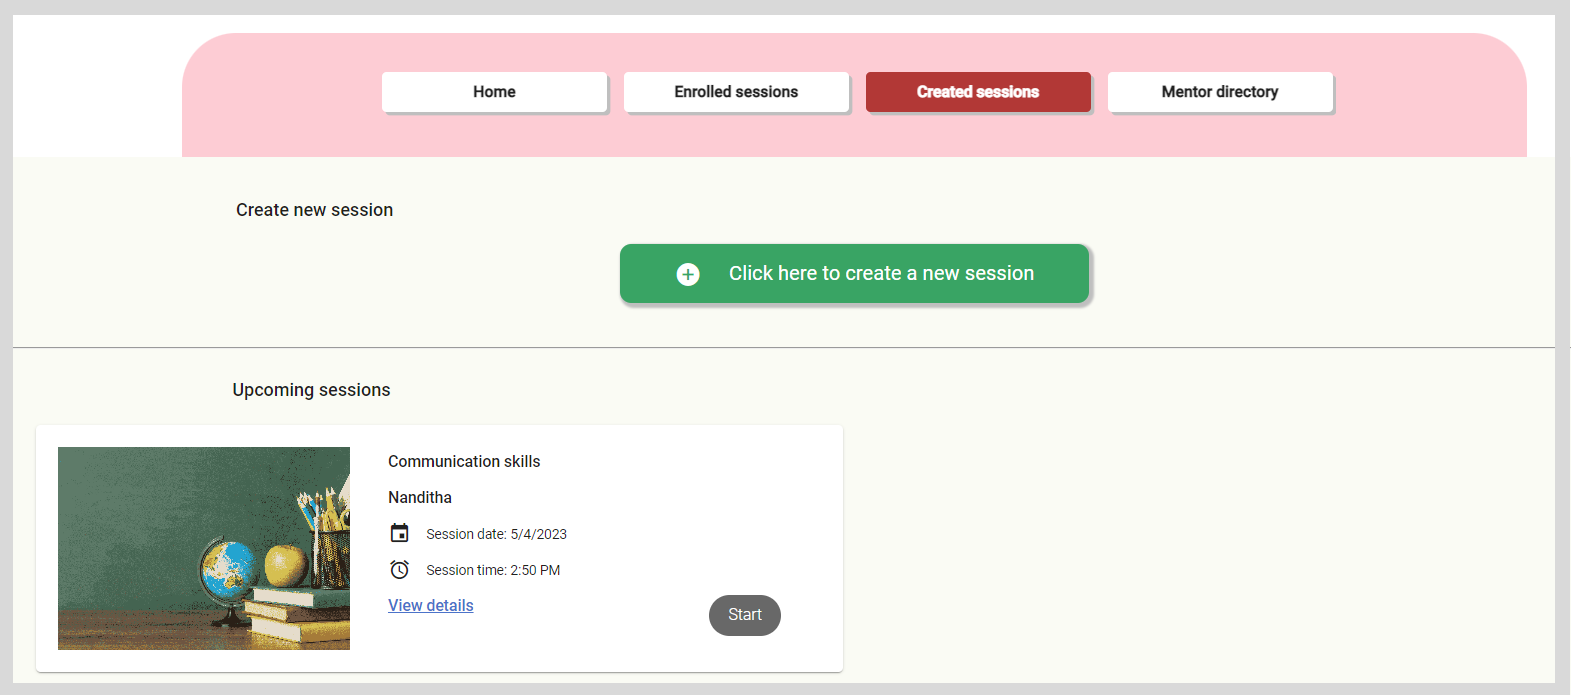 Home
Enrolled sessions
Created sessions
Mentor directory
Create new session
Click here to create a new session
Upcoming sessions
Communication skills
Nanditha
Session date: 5/4/2023
Session time: 2:50 PM
View details
Start